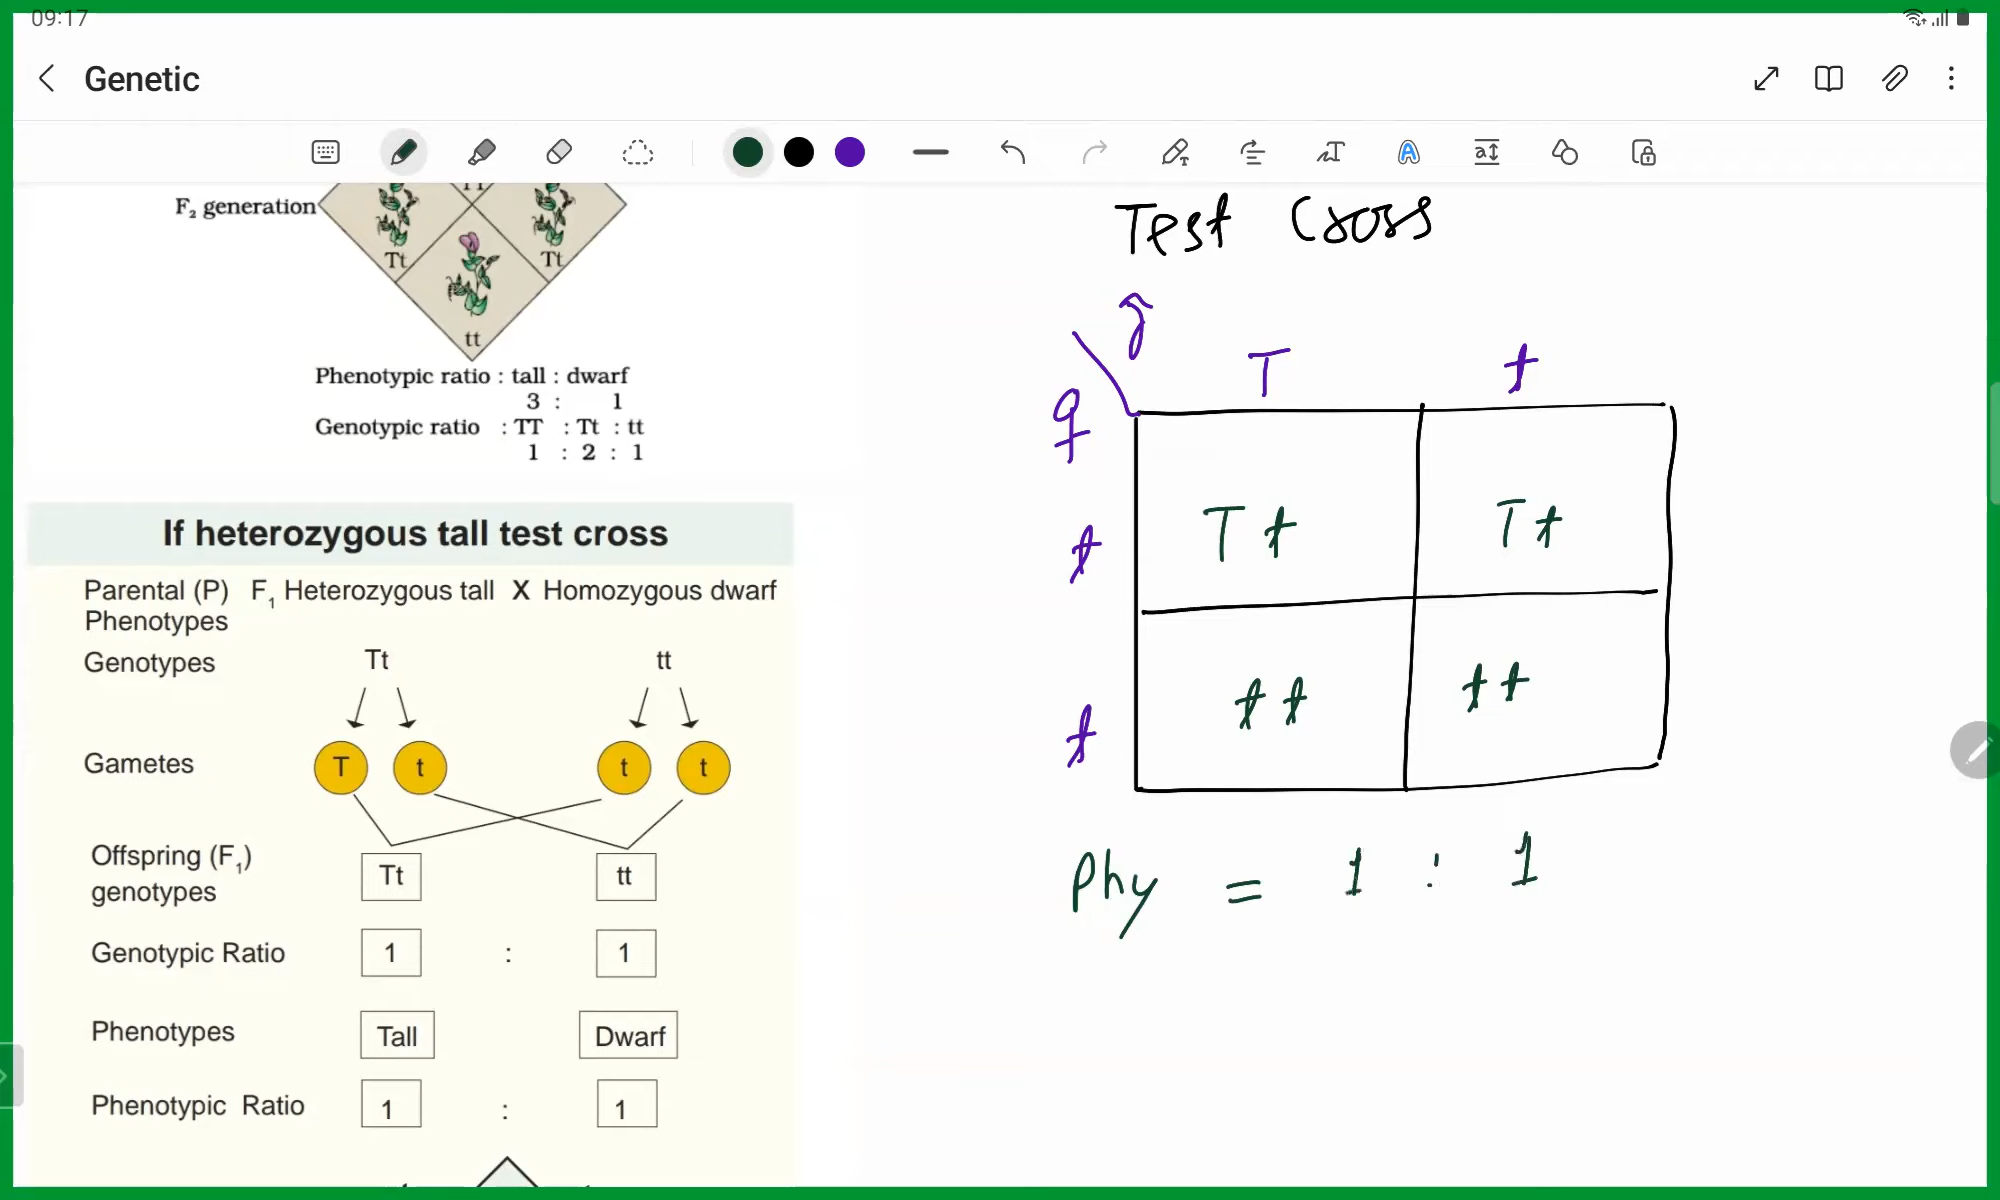 09:17
Genetic
F₂ generation
Tt
Tt
tt
Phenotypic ratio : tall : dwarf
3 : 1
Genotypic ratio : TT : Tt : tt
1 : 2 : 1
If heterozygous tall test cross
Parental (P) F₁ Heterozygous tall X Homozygous dwarf
Phenotypes
Genotypes Tt tt
Gametes T t t t
Offspring (F₁)
genotypes Tt tt
Genotypic Ratio 1 : 1
Phenotypes Tall Dwarf
Phenotypic Ratio 1 : 1
Test Cross
♂ T t
♀
t Tt Tt
t tt tt
Phy = 1 : 1